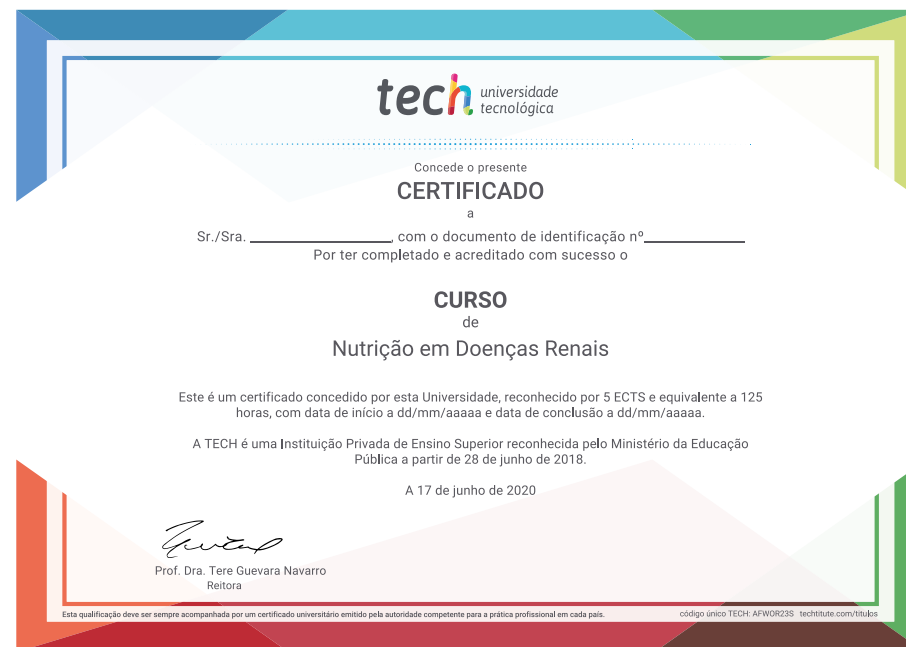 tech universidade
tecnológica
Concede o presente
CERTIFICADO
a
Sr./Sra. , com o documento de identificação nº
Por ter completado e acreditado com sucesso o
CURSO
de
Nutrição em Doenças Renais
Este é um certificado concedido por esta Universidade, reconhecido por 5 ECTS e equivalente a 125
horas, com data de início a dd/mm/aaaaa e data de conclusão a dd/mm/aaaaa.
A TECH é uma Instituição Privada de Ensino Superior reconhecida pelo Ministério da Educação
Pública a partir de 28 de junho de 2018.
A 17 de junho de 2020
Prof. Dra. Tere Guevara Navarro
Reitora
Esta qualificação deve ser sempre acompanhada por um certificado universitário emitido pela autoridade competente para a prática profissional em cada país.
código único TECH: AFWOR23S techtitute.com/titulos